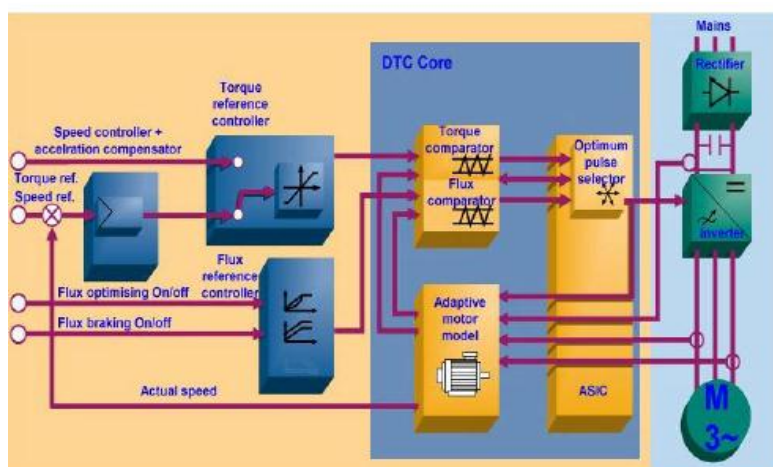 Mains
Rectifier
DTC Core
Torque
reference
controller
Speed controller +
acclration compensator
Torque comparator
Optimum
pulse
selector
Torque ref.
Speed ref.
Flux
comparator
inverter
Flux
reference
controller
Flux optimising On/off
Flux braking On/off
Adaptive
motor
model
Actual speed
ASIC
M
3~